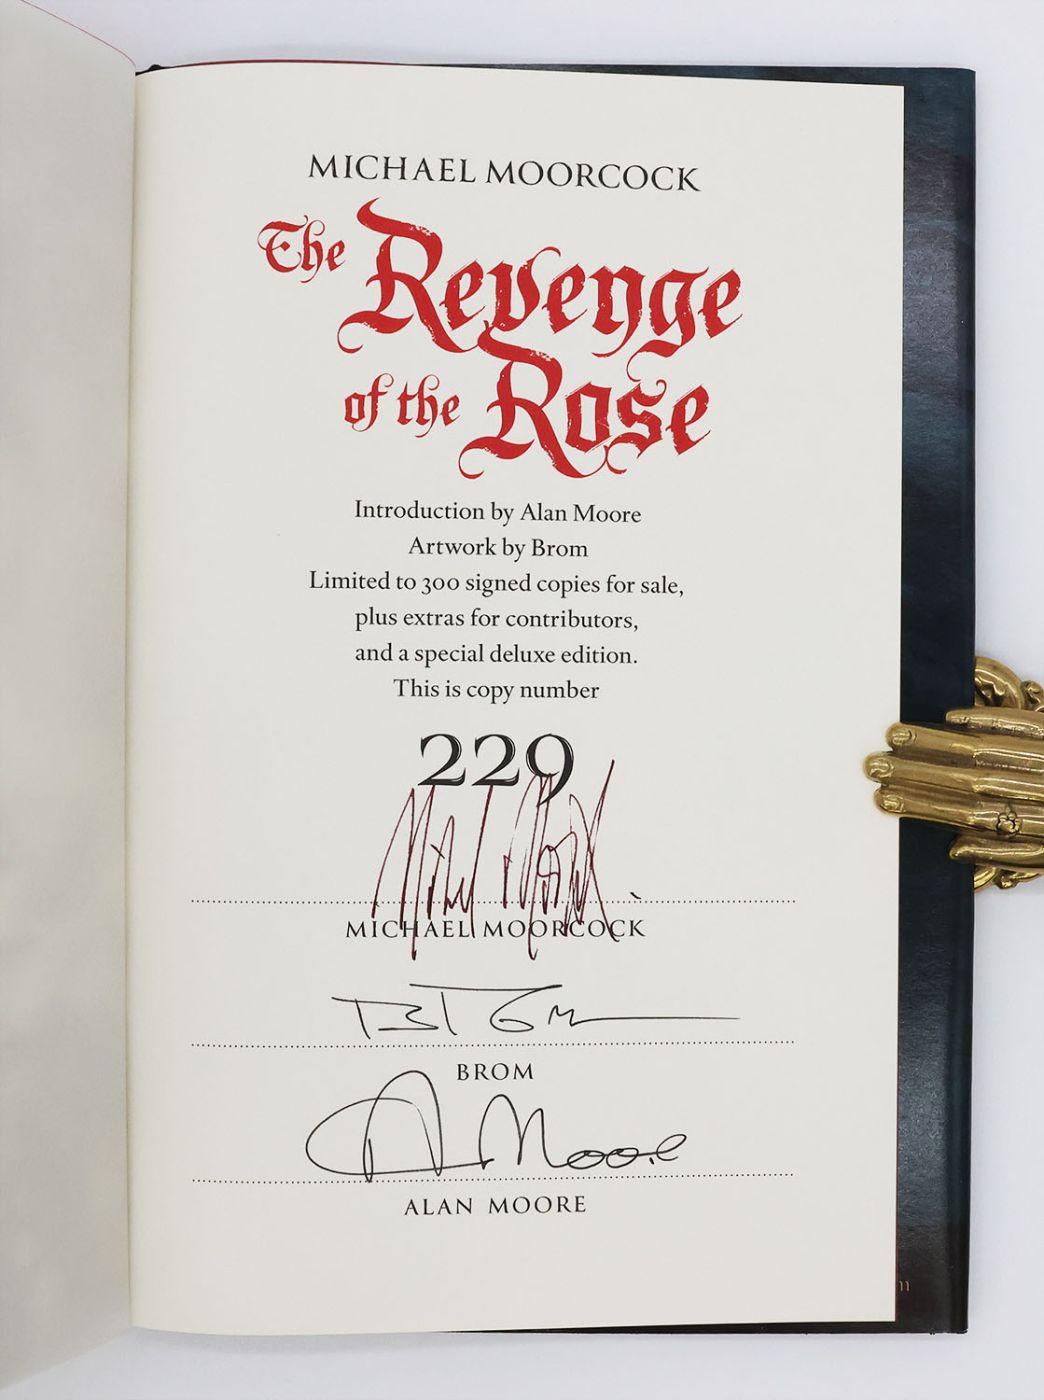 MICHAEL MOORCOCK
The Revenge
of the Rose
Introduction by Alan Moore
Artwork by Brom
Limited to 300 signed copies for sale,
plus extras for contributors,
and a special deluxe edition.
This is copy number
229
MICHAEL MOORCOCK
BROM
A Moore
ALAN MOORE
11